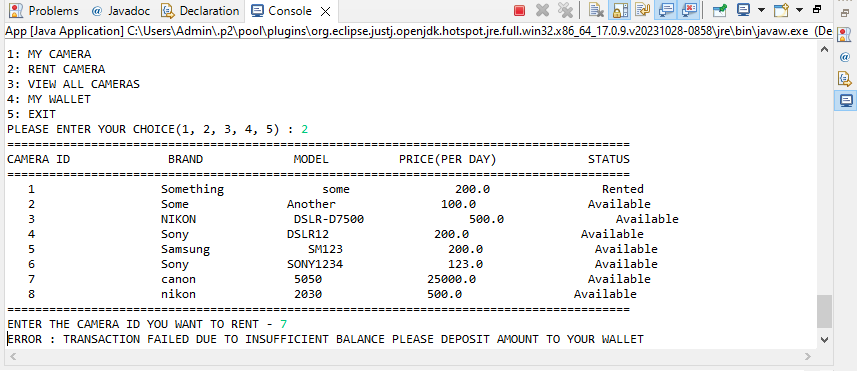 Problems @ Javadoc Declaration Console
App [Java Application] C:\Users\Admin\.p2\pool\plugins\org.eclipse.justj.openjdk.hotspot.jre.full.win32.x86_64_17.0.9.v20231028-0858\jre\bin\javaw.exe (De
1: MY CAMERA
2: RENT CAMERA
3: VIEW ALL CAMERAS
4: MY WALLET
5: EXIT
PLEASE ENTER YOUR CHOICE(1, 2, 3, 4, 5) : 2
=========================================================================================
CAMERA ID BRAND MODEL PRICE(PER DAY) STATUS
=========================================================================================
1 Something some 200.0 Rented
2 Some Another 100.0 Available
3 NIKON DSLR-D7500 500.0 Available
4 Sony DSLR12 200.0 Available
5 Samsung SM123 200.0 Available
6 Sony SONY1234 123.0 Available
7 canon 5050 25000.0 Available
8 nikon 2030 500.0 Available
=========================================================================================
ENTER THE CAMERA ID YOU WANT TO RENT - 7
ERROR : TRANSACTION FAILED DUE TO INSUFFICIENT BALANCE PLEASE DEPOSIT AMOUNT TO YOUR WALLET